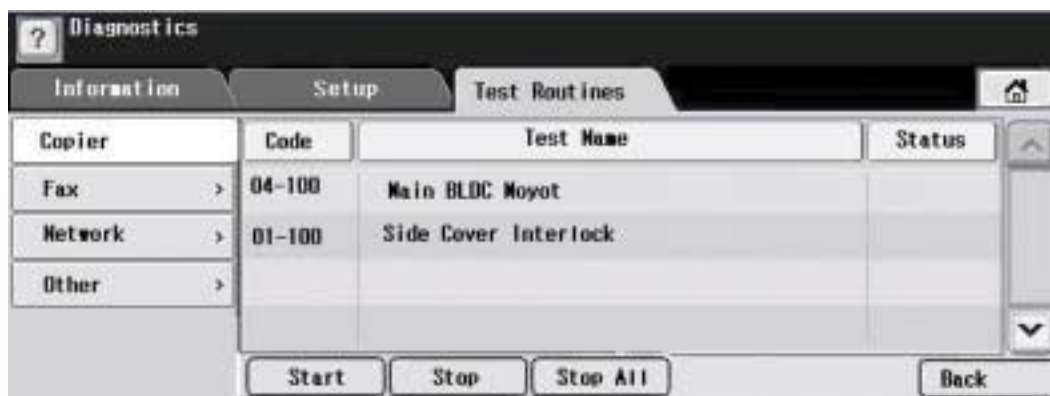 ? Diagnostics
Information Setup Test Routines
Copier Code Test Name Status
Fax > 04-100 Main BLDC Moyot
Network > 01-100 Side Cover Interlock
Other >
Start Stop Stop All Back